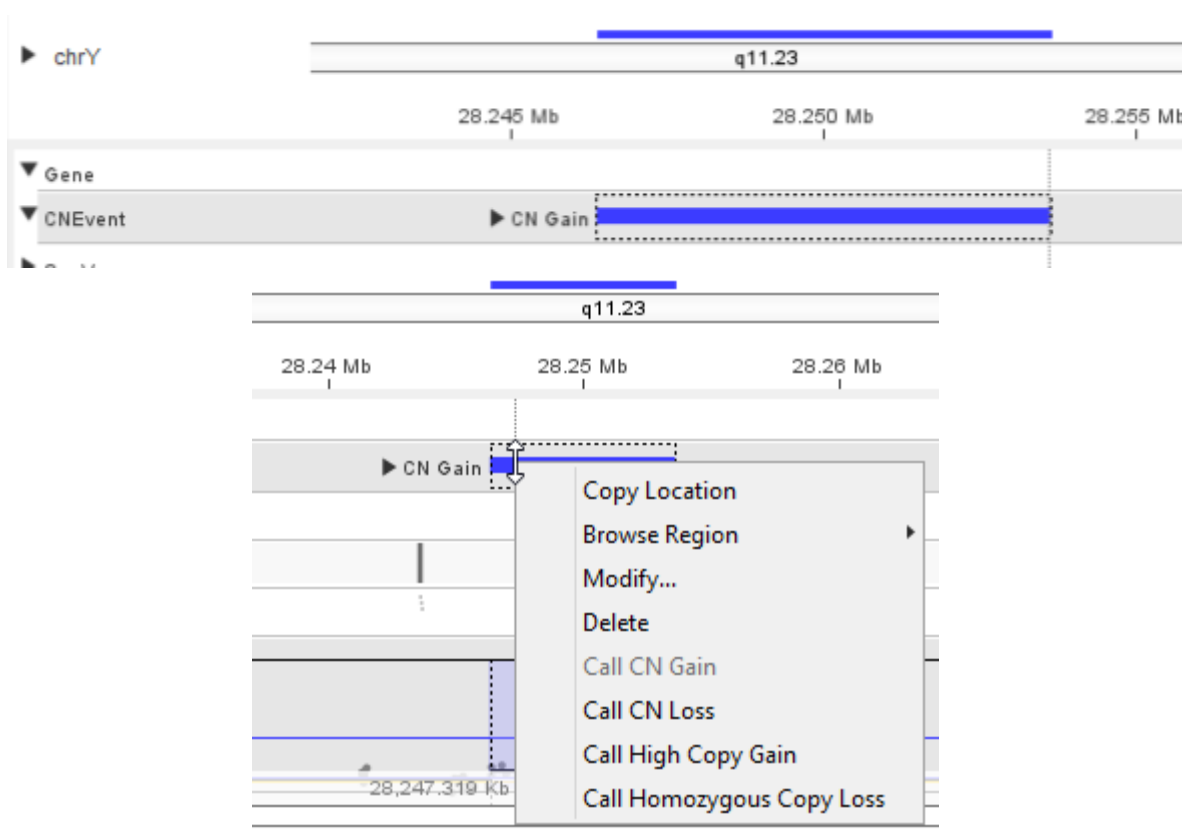 chrY
q11.23
28.245 Mb 28.250 Mb 28.255 Mb
Gene
CNEvent CN Gain
q11.23
28.24 Mb 28.25 Mb 28.26 Mb
CN Gain
Copy Location
Browse Region
Modify...
Delete
Call CN Gain
Call CN Loss
Call High Copy Gain
28,247.319 Kb
Call Homozygous Copy Loss